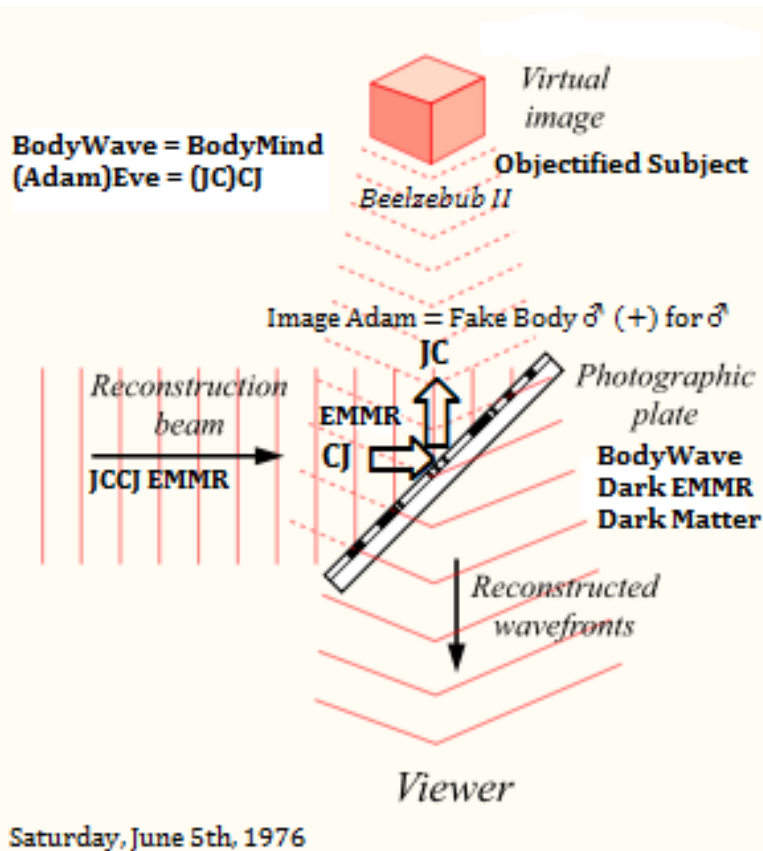 Virtual
image
BodyWave = BodyMind
(Adam)Eve = (JC)CJ
Objectified Subject
Beelzebub II
Image Adam = Fake Body ♂ (+) for ♂
JC
Reconstruction
beam
EMMR
CJ
JCCJ EMMR
Photographic
plate
BodyWave
Dark EMMR
Dark Matter
Reconstructed
wavefronts
Viewer
Saturday, June 5th, 1976